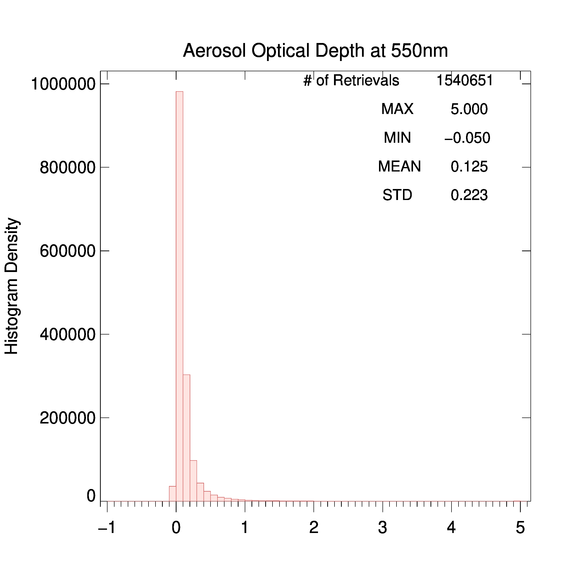 Aerosol Optical Depth at 550nm
# of Retrievals 1540651
MAX 5.000
MIN −0.050
MEAN 0.125
STD 0.223
Histogram Density
1000000
800000
600000
400000
200000
0
−1 0 1 2 3 4 5